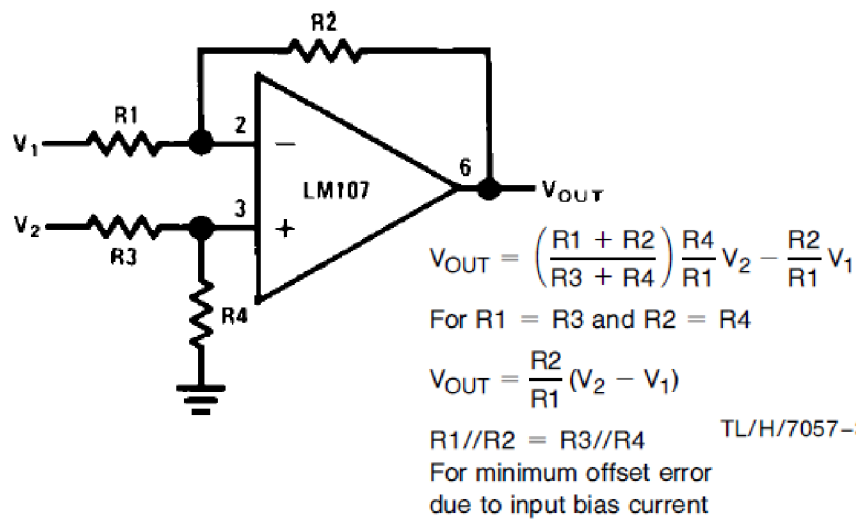 R2
R1
V1
2
−
6
LM107
VOUT
V2
3
+
R3
R4
VOUT = ((R1 + R2)/(R3 + R4)) R4/R1 V2 − R2/R1 V1
For R1 = R3 and R2 = R4
VOUT = R2/R1 (V2 − V1)
R1//R2 = R3//R4
TL/H/7057–
For minimum offset error
due to input bias current